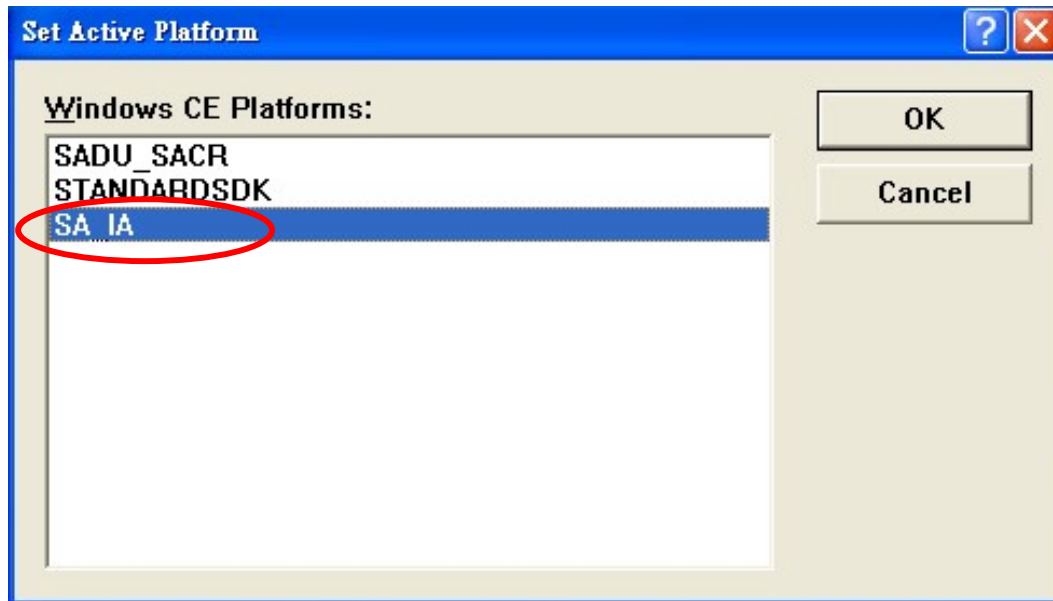 Set Active Platform
Windows CE Platforms:
SADU_SACR
STANDARDSDK
SA_IA
OK
Cancel